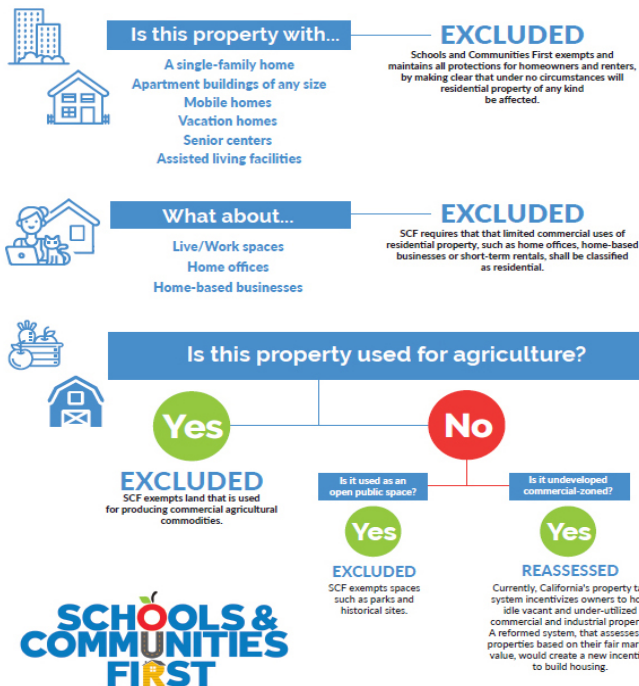 Is this property with...
A single-family home
Apartment buildings of any size
Mobile homes
Vacation homes
Senior centers
Assisted living facilities
EXCLUDED
Schools and Communities First exempts and
maintains all protections for homeowners and renters,
by making clear that under no circumstances will
residential property of any kind
be affected.
What about...
Live/Work spaces
Home offices
Home-based businesses
EXCLUDED
SCF requires that that limited commercial uses of
residential property, such as home offices, home-based
businesses or short-term rentals, shall be classified
as residential.
Is this property used for agriculture?
Yes
EXCLUDED
SCF exempts land that is used
for producing commercial agricultural
commodities.
No
Is it used as an
open public space?
Yes
EXCLUDED
SCF exempts spaces
such as parks and
historical sites.
Is it undeveloped
commercial-zoned?
Yes
REASSESSED
Currently, California's property ta
system incentivizes owners to ho
idle vacant and under-utilized
commercial and industrial proper
A reformed system, that assesses
properties based on their fair mar
value, would create a new incenti
to build housing.
SCHOOLS &
COMMUNITIES
FIRST